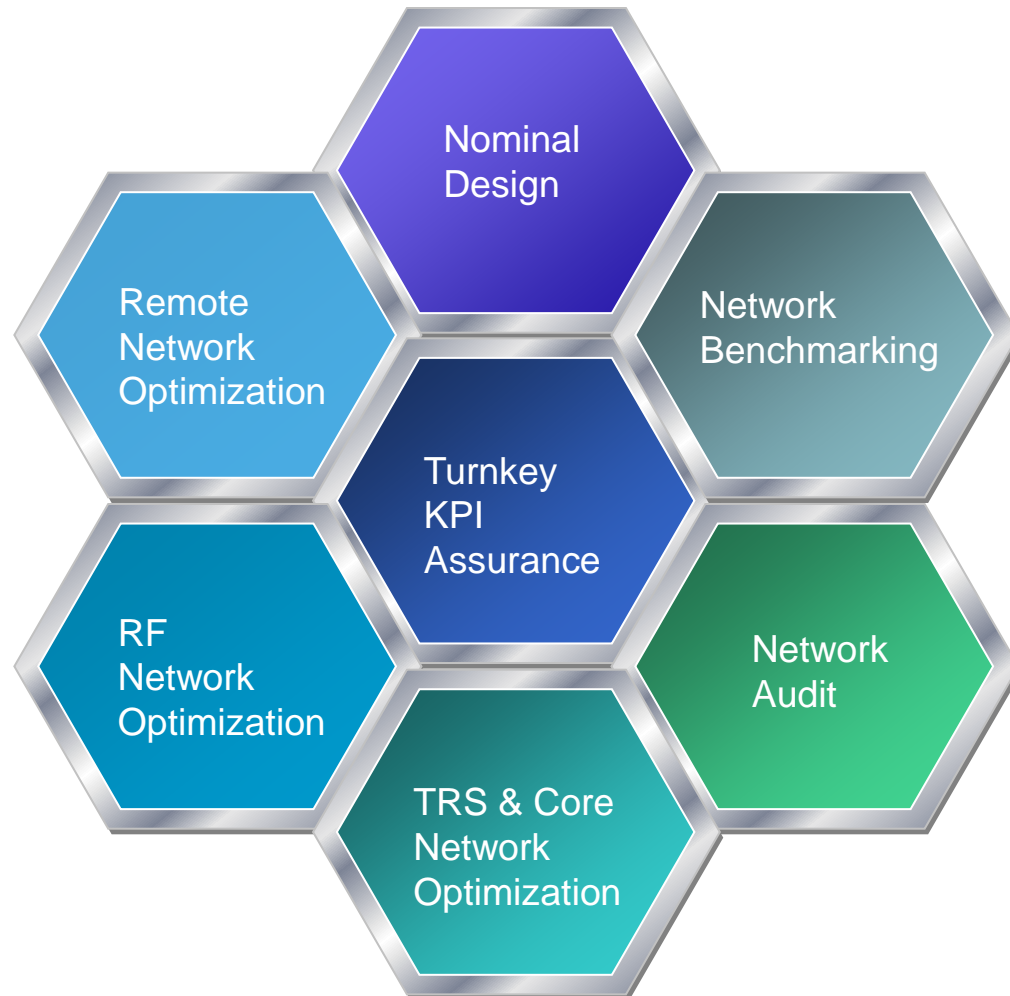 Nominal
Design
Remote
Network
Optimization
Network
Benchmarking
Turnkey
KPI
Assurance
RF
Network
Optimization
Network
Audit
TRS & Core
Network
Optimization